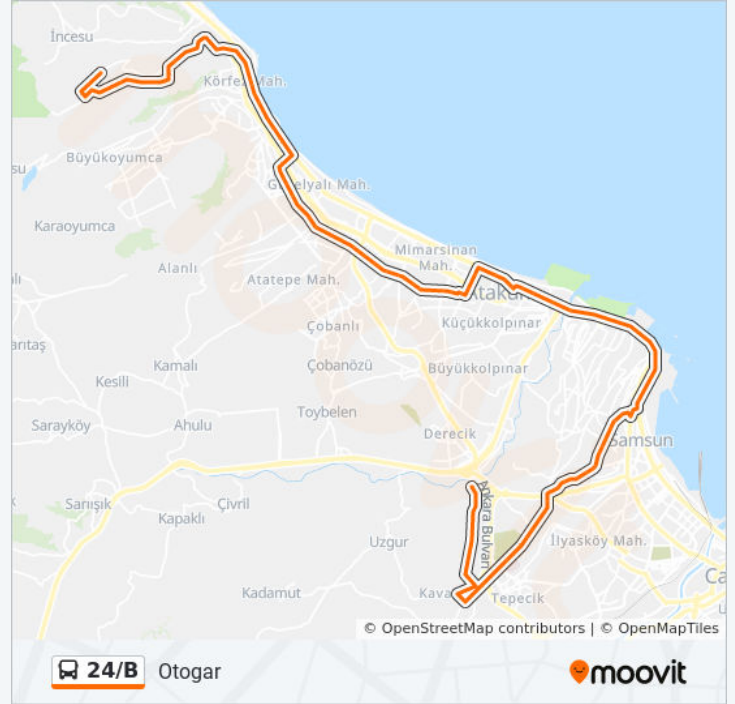 İncesu
Körfez Mah.
Büyükoyumca
su
Güzelyalı Mah.
Karaoyumca
Mimarsinan
Mah.
Alanlı
Atatepe Mah.
lı
Atakum
Çobanlı
Küçükkolpınar
arıtaş
Kamalı
Çobanözü
Büyükkolpınar
Kesilli
Toybelen
Sarayköy
Ahulu
Derecik
Samsun
Sarıışık
Çivril
Ankara Bulvarı
Kapaklı
Uzgur
İlyasköy Mah.
Kadamut
Kava
Tepecik
Ca
© OpenStreetMap contributors | © OpenMapTiles
24/B Otogar
moovit